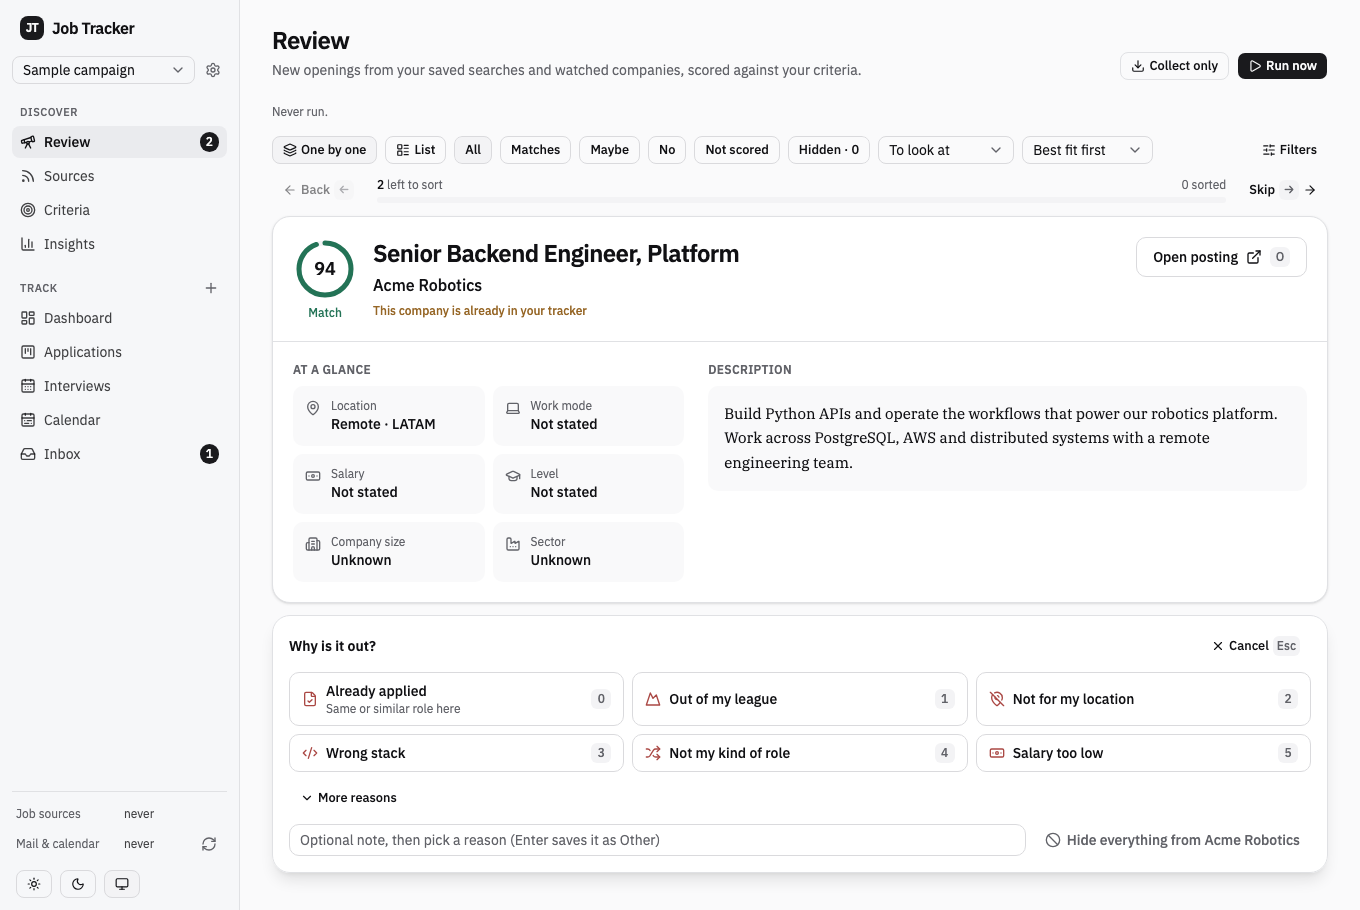 JT Job Tracker
Sample campaign
DISCOVER
Review 2
Sources
Criteria
Insights
TRACK
Dashboard
Applications
Interviews
Calendar
Inbox 1
Job sources never
Mail & calendar never
Review
New openings from your saved searches and watched companies, scored against your criteria.
Collect only
Run now
Never run.
One by one List All Matches Maybe No Not scored Hidden · 0 To look at Best fit first Filters
Back 2 left to sort 0 sorted Skip
94
Match
Senior Backend Engineer, Platform
Acme Robotics
This company is already in your tracker
Open posting O
AT A GLANCE
Location
Remote · LATAM
Work mode
Not stated
Salary
Not stated
Level
Not stated
Company size
Unknown
Sector
Unknown
DESCRIPTION
Build Python APIs and operate the workflows that power our robotics platform.
Work across PostgreSQL, AWS and distributed systems with a remote
engineering team.
Why is it out?
Cancel Esc
Already applied 0
Same or similar role here
Out of my league 1
Not for my location 2
Wrong stack 3
Not my kind of role 4
Salary too low 5
More reasons
Optional note, then pick a reason (Enter saves it as Other)
Hide everything from Acme Robotics